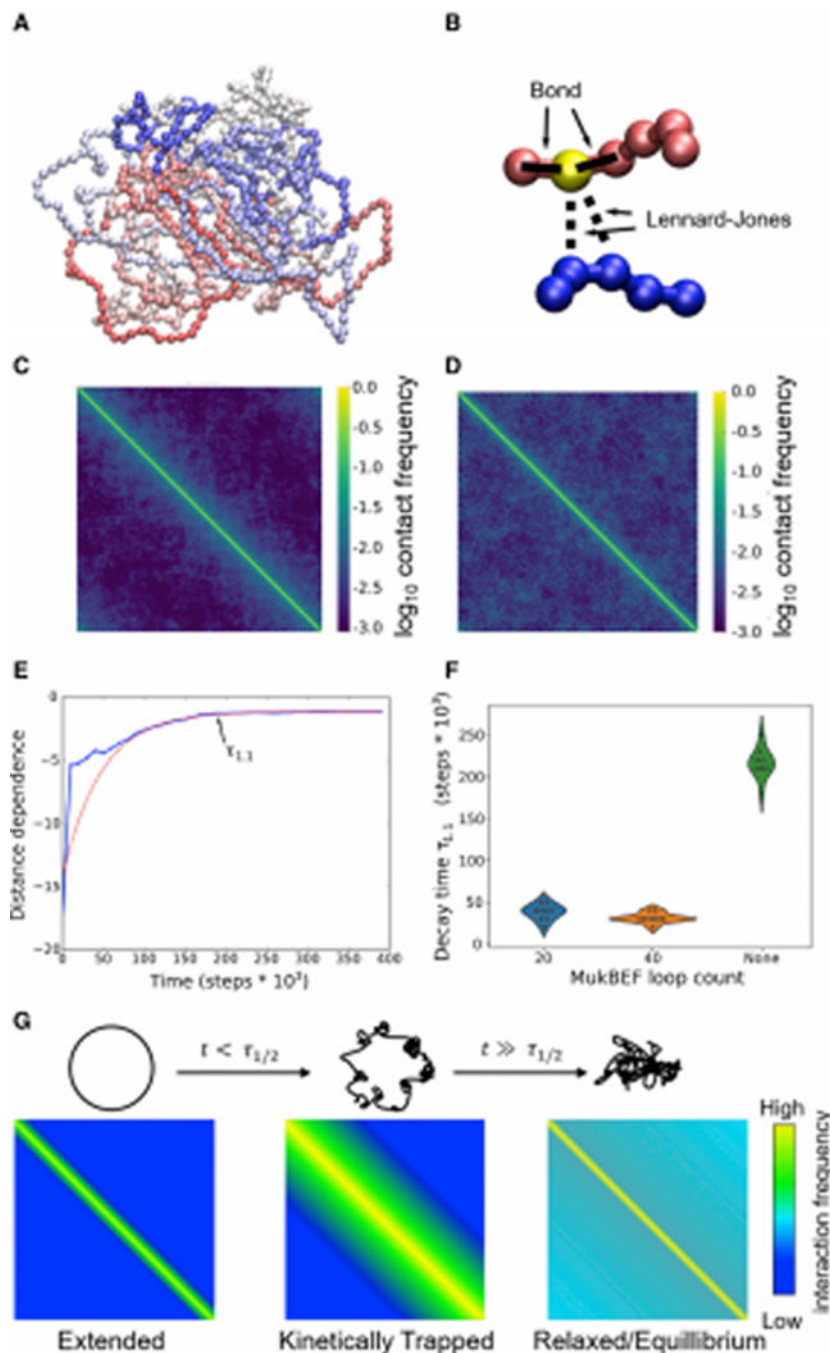 A
B
Bond
Lennard-Jones
C
0.0
-0.5
-1.0
-1.5
-2.0
-2.5
-3.0
log10 contact frequency
D
0.0
-0.5
-1.0
-1.5
-2.0
-2.5
-3.0
log10 contact frequency
E
0
-5
-10
-15
-20
Distance dependence
τ1.1
0 50 100 150 200 250 300 350 400
Time (steps * 10³)
F
250
200
150
100
50
0
Decay time τ1.1 (steps * 10³)
20 40 None
MukBEF loop count
G
t < τ1/2
t ≫ τ1/2
High
Low
interaction frequency
Extended
Kinetically Trapped
Relaxed/Equillibrium